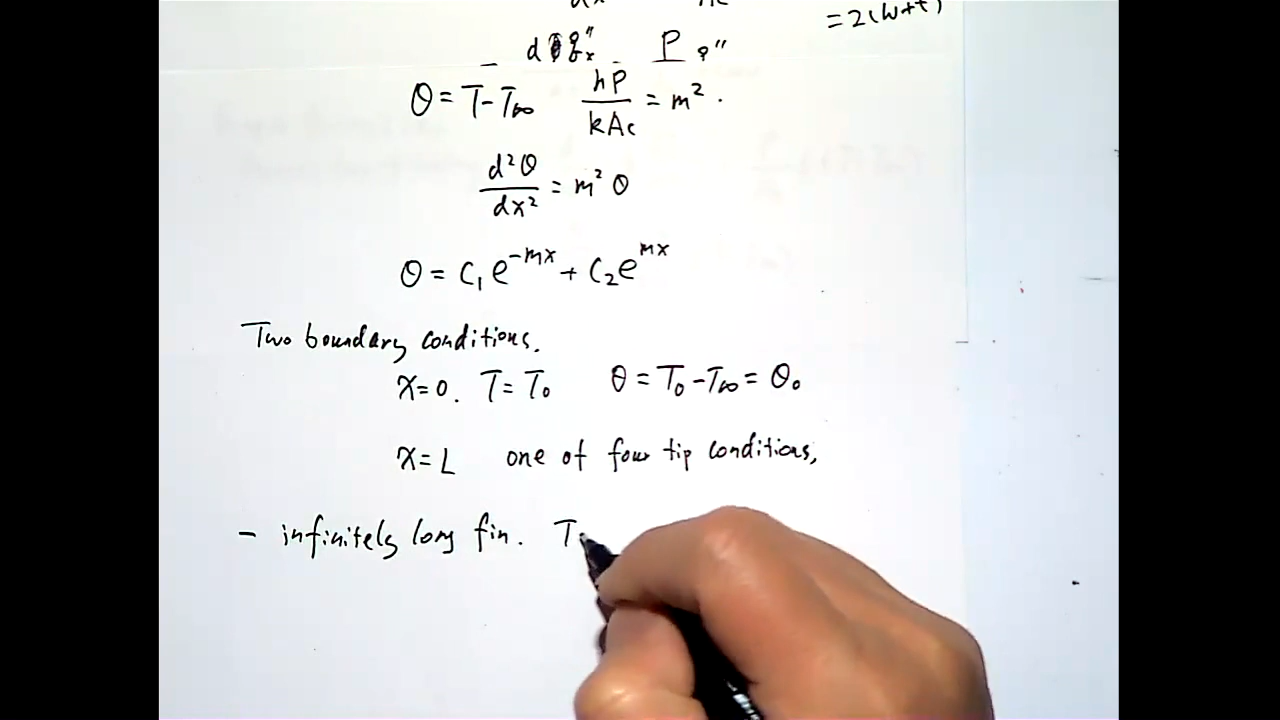 = 2(w+t)
d q''ₓ P q''
θ = T - T∞ hP/kAc = m² .
d²θ/dx² = m² θ
θ = C₁e^(-mx) + C₂e^(mx)
Two boundary conditions.
x=0. T = T₀ θ = T₀ - T∞ = θ₀
x = L one of four tip conditions,
- infinitely long fin. T